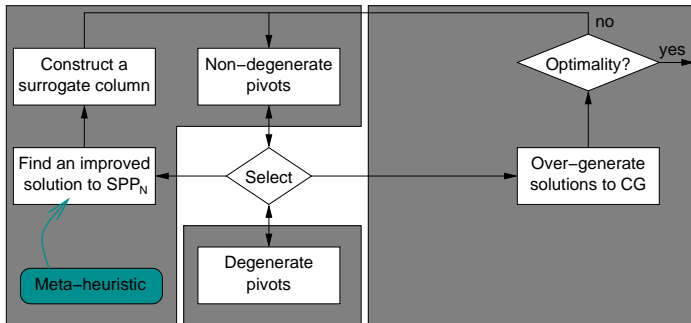 no
yes
Construct a
surrogate column
Non−degenerate
pivots
Optimality?
Find an improved
solution to SPP_N
Select
Over−generate
solutions to CG
Meta−heuristic
Degenerate
pivots